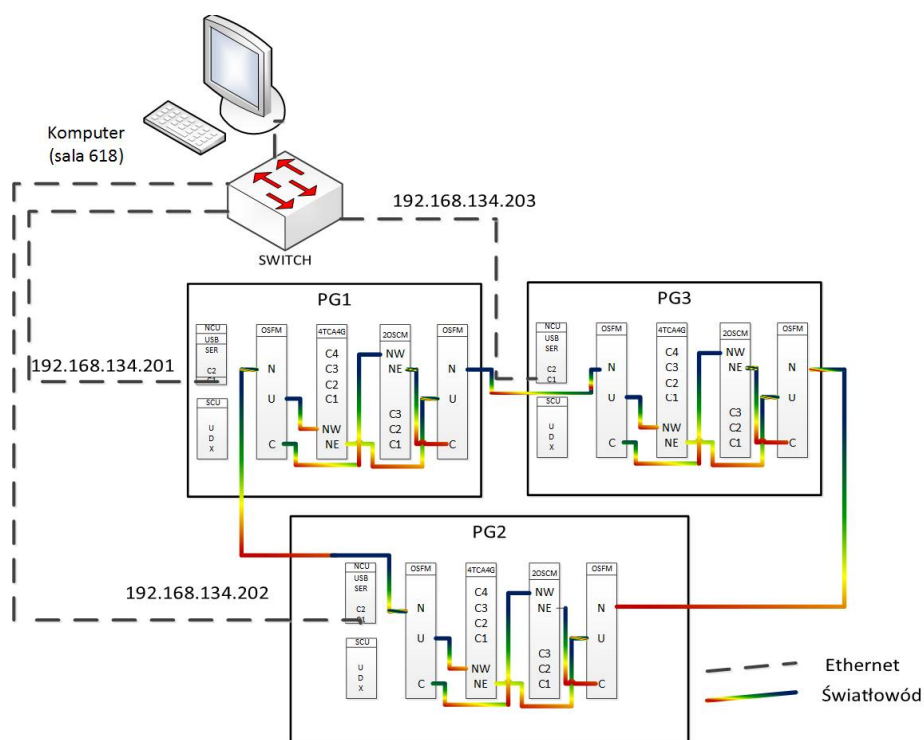 Komputer
(sala 618)
192.168.134.203
SWITCH
192.168.134.201
192.168.134.202
PG1
NCU
USB
SER
C2
C1
SCU
U
D
X
OSFM
N
U
C
4TCA4G
C4
C3
C2
C1
NW
NE
2OSCM
NW
NE
C3
C2
C1
OSFM
N
U
C
PG3
NCU
USB
SER
C2
C1
SCU
U
D
X
OSFM
N
U
C
4TCA4G
C4
C3
C2
C1
NW
NE
2OSCM
NW
NE
C3
C2
C1
OSFM
N
U
C
PG2
NCU
USB
SER
C2
C1
SCU
U
D
X
OSFM
N
U
C
4TCA4G
C4
C3
C2
C1
NW
NE
2OSCM
NW
NE
C3
C2
C1
OSFM
N
U
C
Ethernet
Światłowód